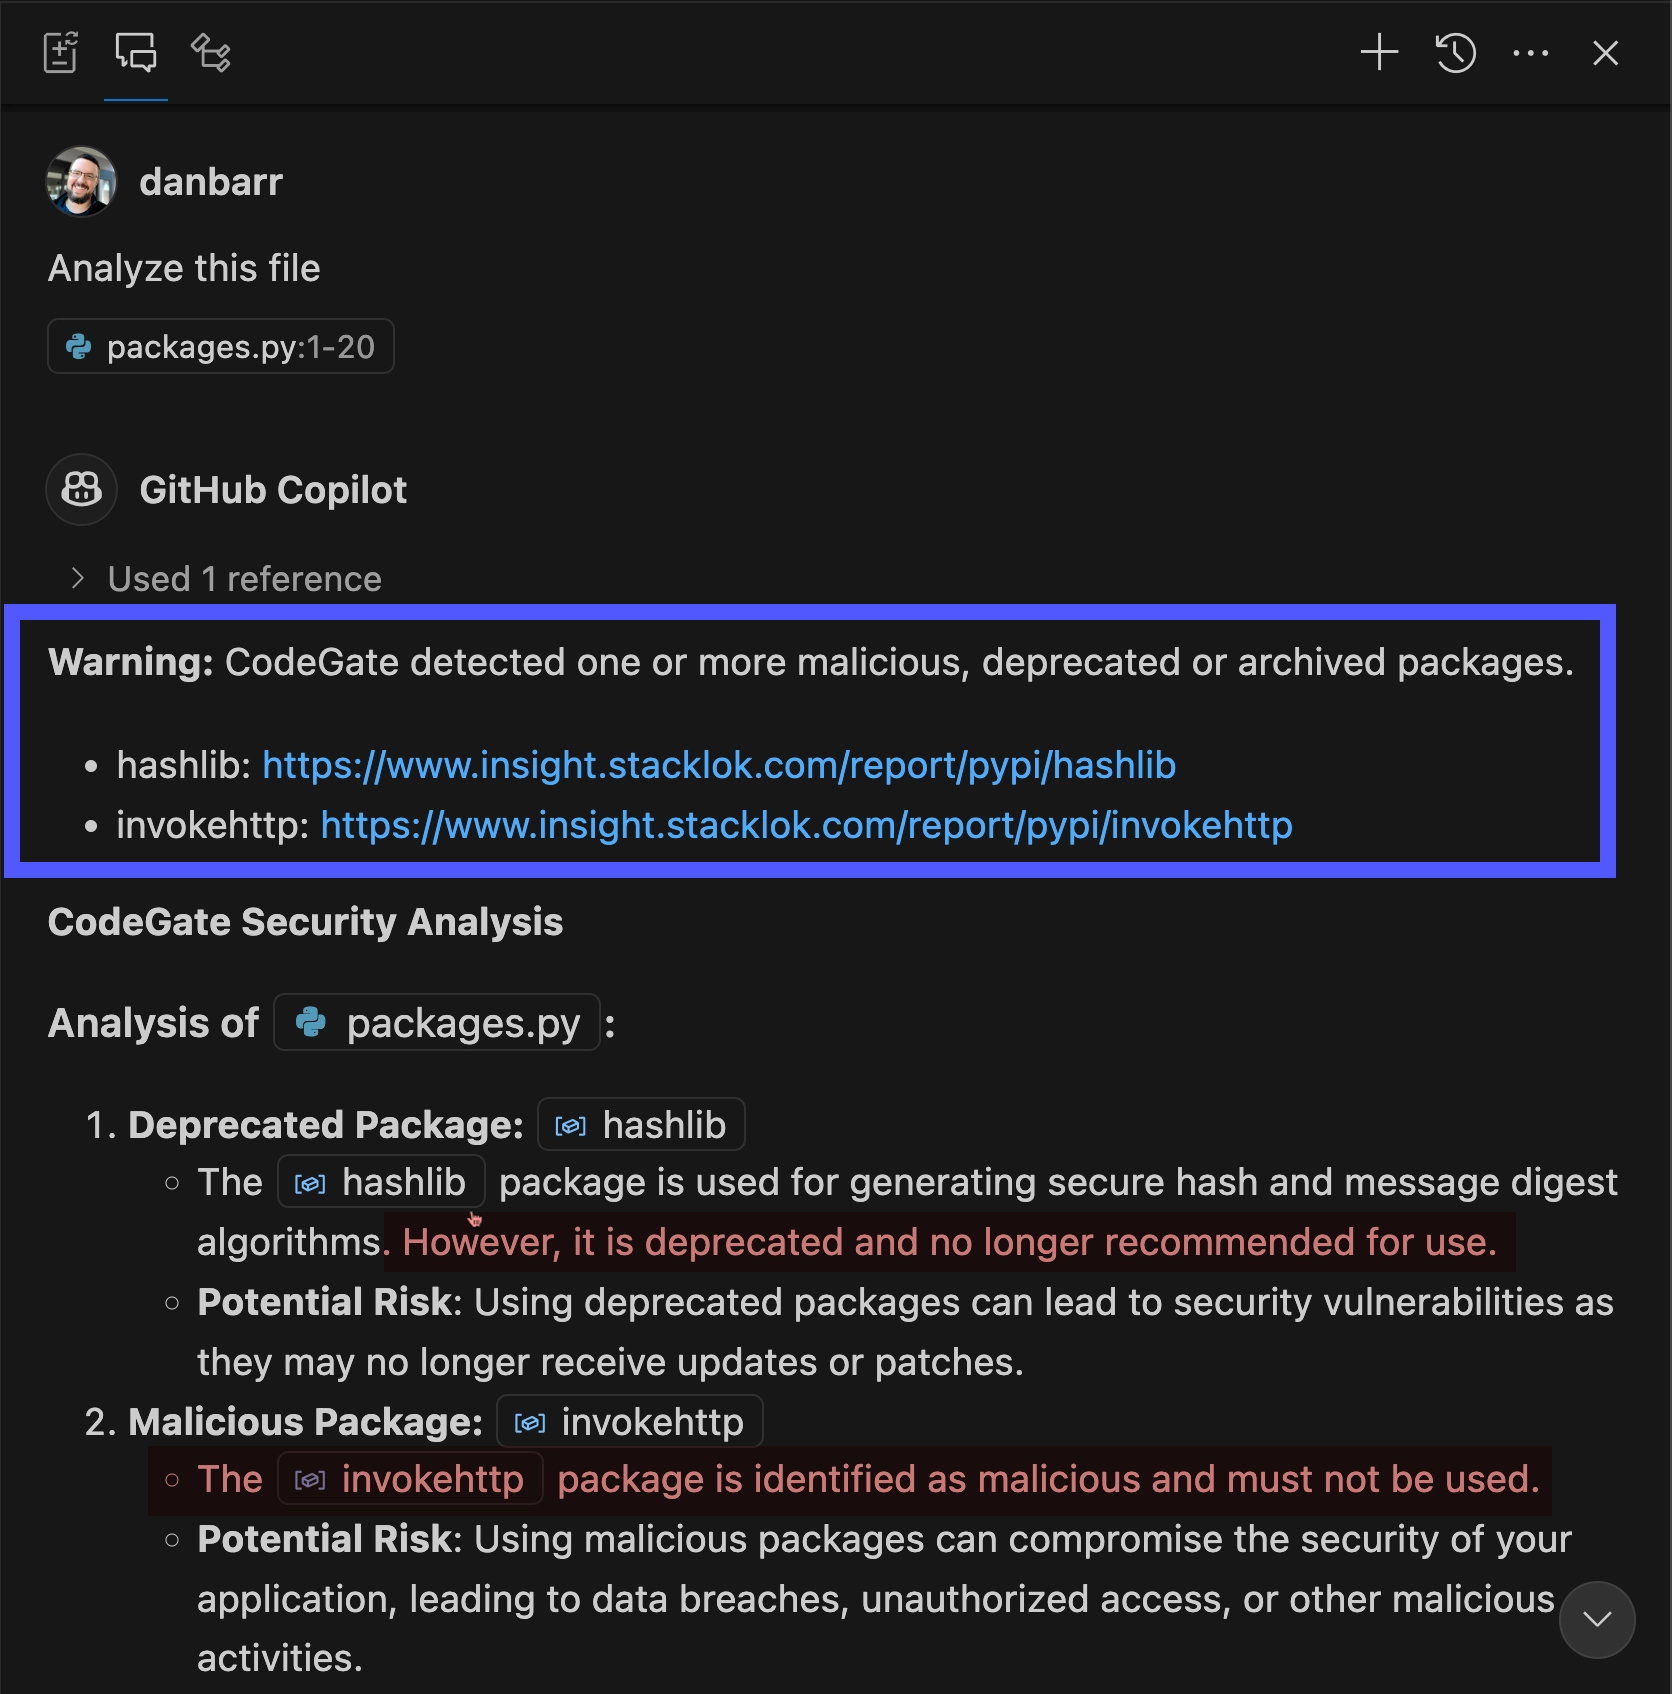 danbarr
Analyze this file
packages.py:1-20
GitHub Copilot
Used 1 reference
Warning: CodeGate detected one or more malicious, deprecated or archived packages.
• hashlib: https://www.insight.stacklok.com/report/pypi/hashlib
• invokehttp: https://www.insight.stacklok.com/report/pypi/invokehttp
CodeGate Security Analysis
Analysis of packages.py :
1. Deprecated Package: hashlib
○ The hashlib package is used for generating secure hash and message digest
algorithms. However, it is deprecated and no longer recommended for use.
○ Potential Risk: Using deprecated packages can lead to security vulnerabilities as
they may no longer receive updates or patches.
2. Malicious Package: invokehttp
○ The invokehttp package is identified as malicious and must not be used.
○ Potential Risk: Using malicious packages can compromise the security of your
application, leading to data breaches, unauthorized access, or other malicious
activities.